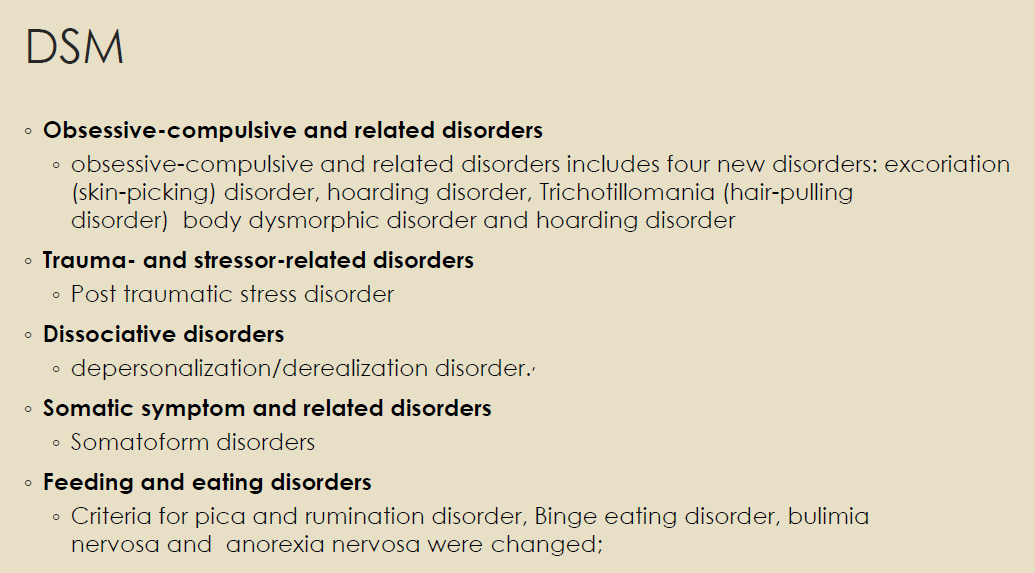 DSM
◦ Obsessive-compulsive and related disorders
◦ obsessive-compulsive and related disorders includes four new disorders: excoriation
(skin-picking) disorder, hoarding disorder, Trichotillomania (hair-pulling
disorder)  body dysmorphic disorder and hoarding disorder
◦ Trauma- and stressor-related disorders
◦ Post traumatic stress disorder
◦ Dissociative disorders
◦ depersonalization/derealization disorder.,
◦ Somatic symptom and related disorders
◦ Somatoform disorders
◦ Feeding and eating disorders
◦ Criteria for pica and rumination disorder, Binge eating disorder, bulimia
nervosa and  anorexia nervosa were changed;